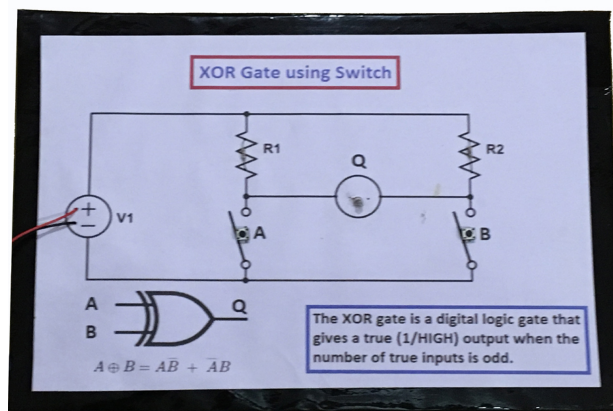 XOR Gate using Switch
R1
R2
Q
+
−
V1
A
B
A
B
Q
A ⊕ B = AB̅ + A̅B
The XOR gate is a digital logic gate that
gives a true (1/HIGH) output when the
number of true inputs is odd.